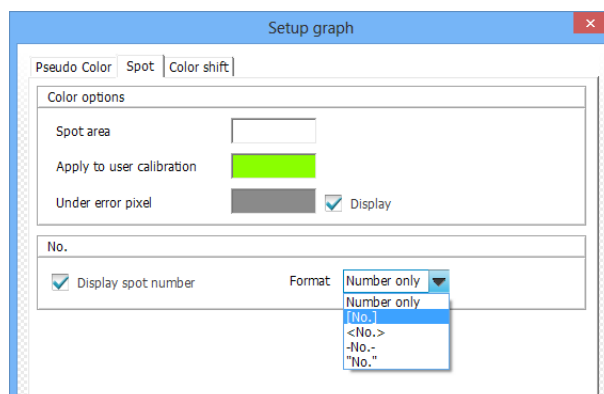 Setup graph
Pseudo Color Spot Color shift
Color options
Spot area
Apply to user calibration
Under error pixel Display
No.
Display spot number Format Number only
Number only
[No.]
<No.>
-No.-
"No."